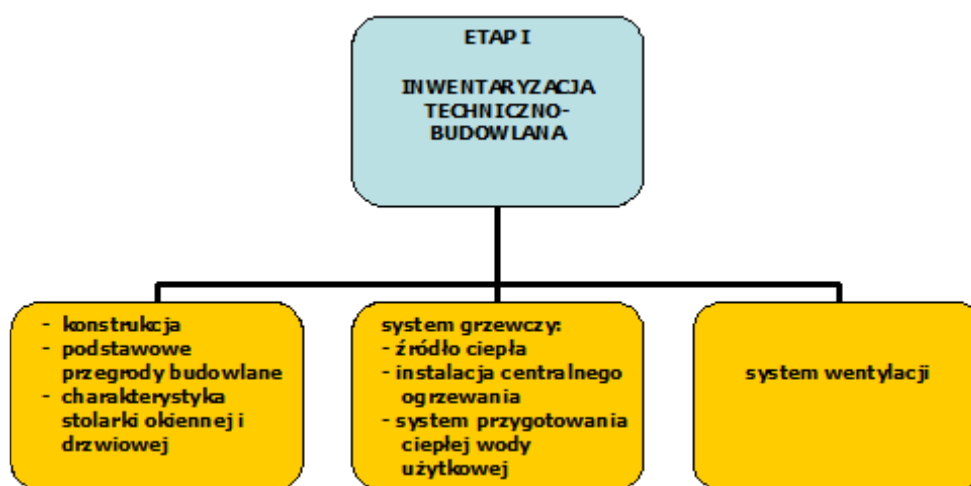 ETAP I
INWENTARYZACJA
TECHNICZNO-
BUDOWLANA
- konstrukcja
- podstawowe
przegrody budowlane
- charakterystyka
stolarki okiennej i
drzwiowej
system grzewczy:
- źródło ciepła
- instalacja centralnego
ogrzewania
- system przygotowania
ciepłej wody
użytkowej
system wentylacji